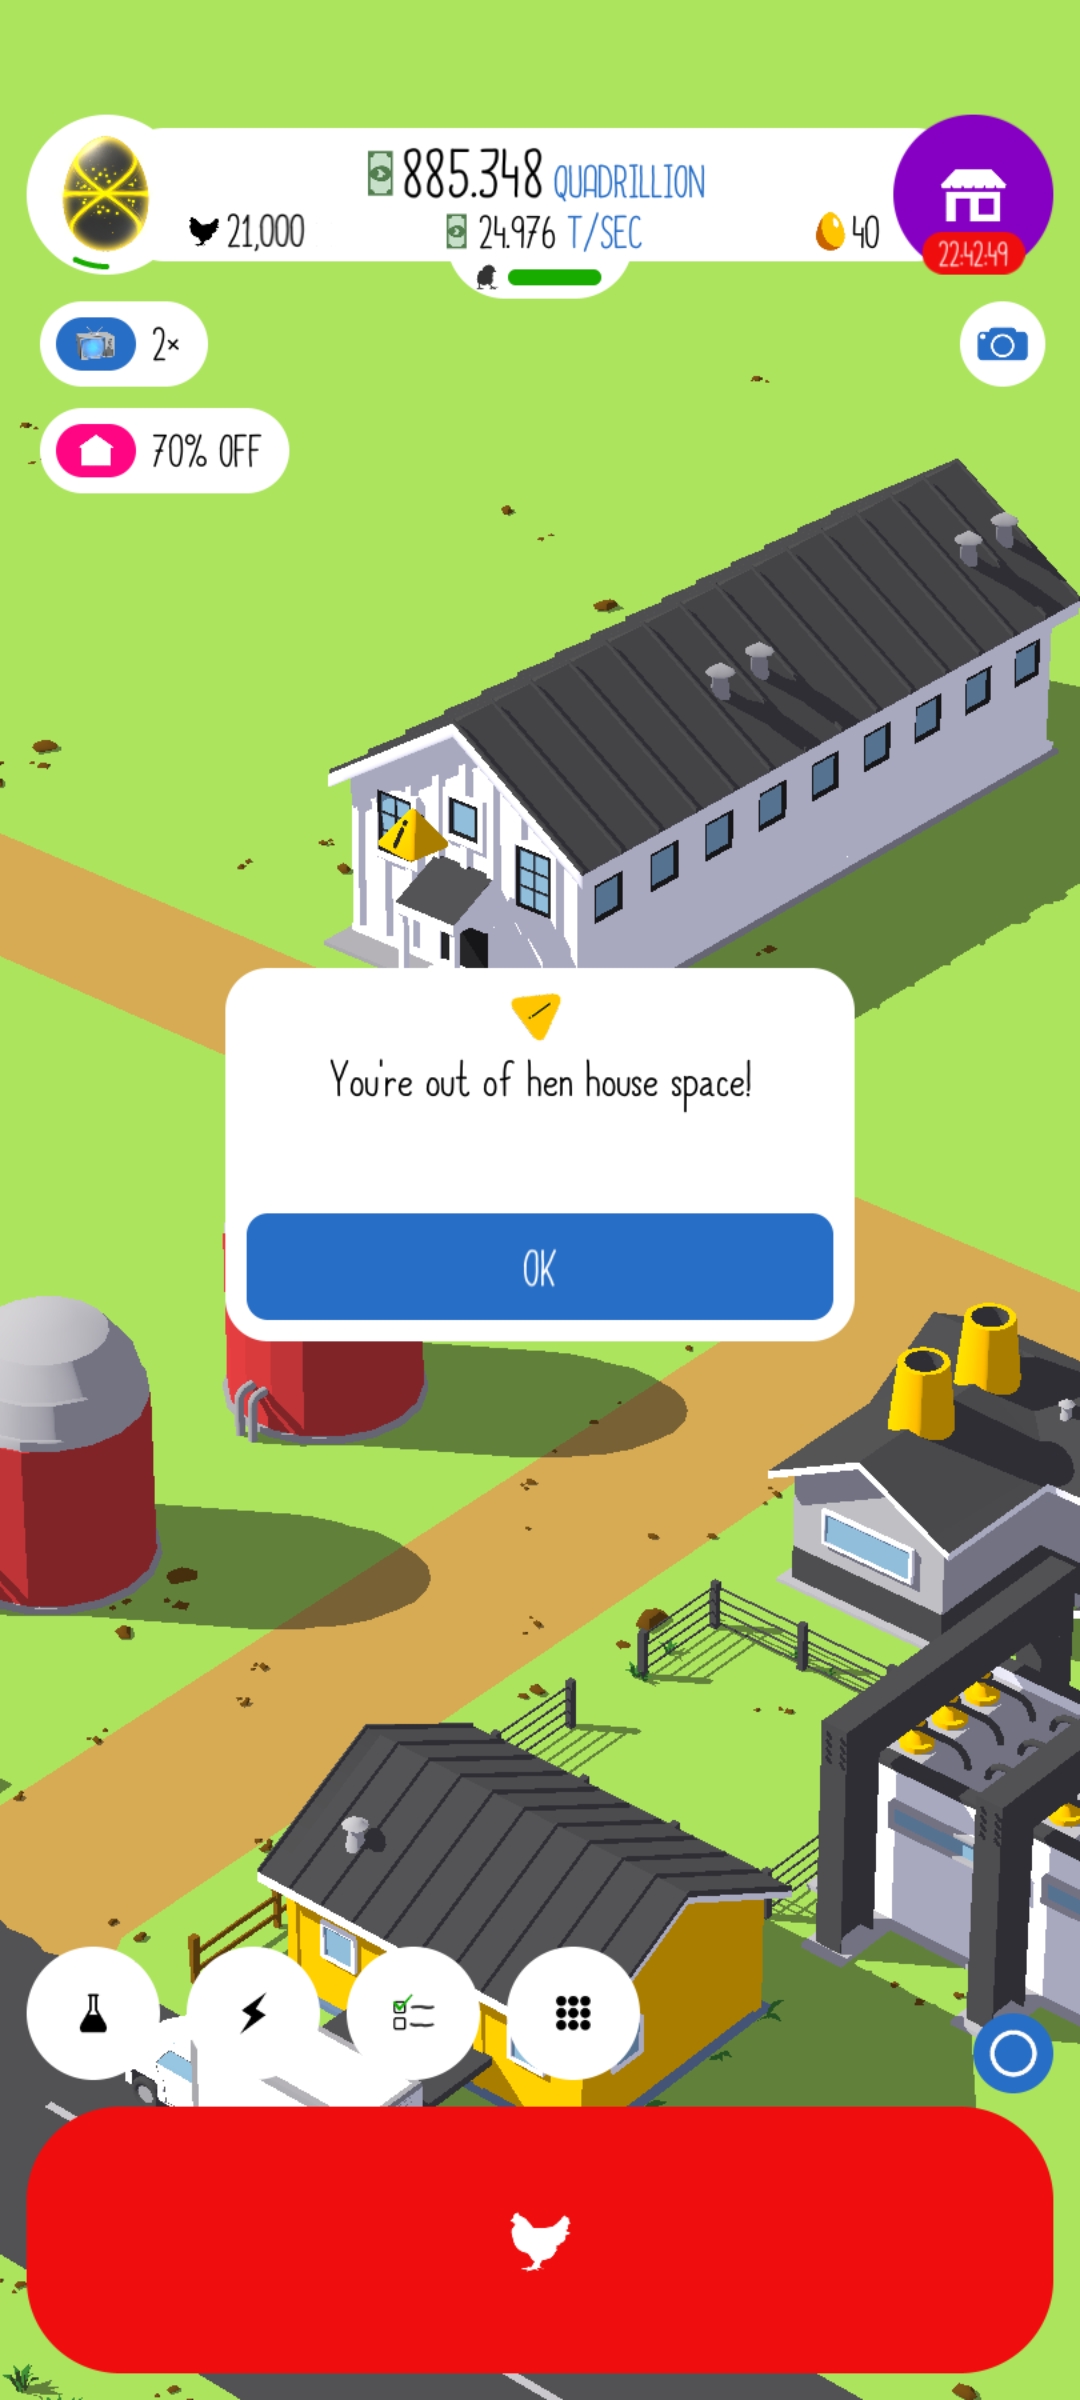 885.348 QUADRILLION
21,000
24.976 T/SEC
40
22:42:49
2×
70% OFF
You're out of hen house space!
OK